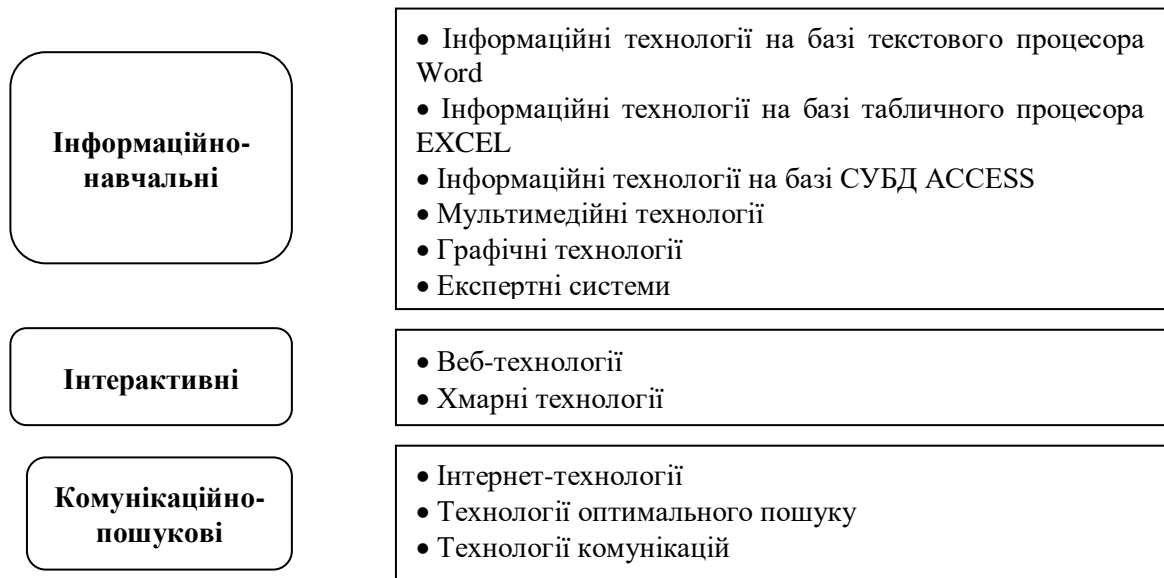 Інформаційно-
навчальні
• Інформаційні технології на базі текстового процесора
Word
• Інформаційні технології на базі табличного процесора
EXCEL
• Інформаційні технології на базі СУБД ACCESS
• Мультимедійні технології
• Графічні технології
• Експертні системи
Інтерактивні
• Веб-технології
• Хмарні технології
Комунікаційно-
пошукові
• Інтернет-технології
• Технології оптимального пошуку
• Технології комунікацій